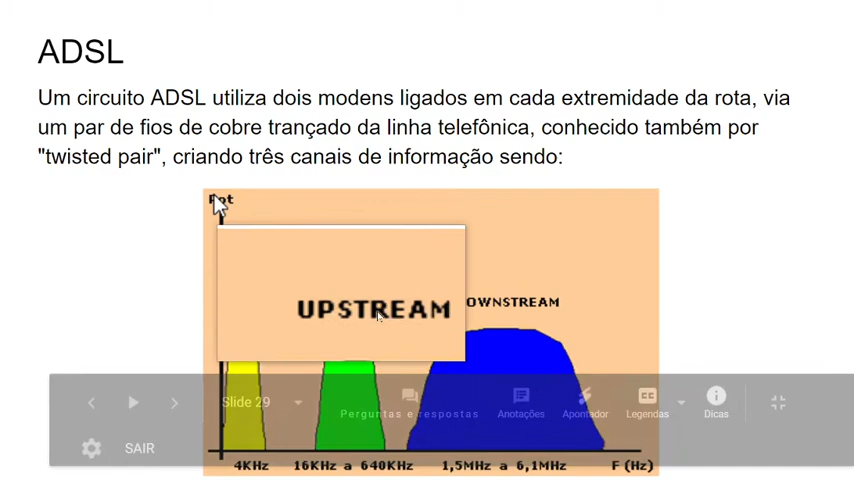 ADSL
Um circuito ADSL utiliza dois modens ligados em cada extremidade da rota, via
um par de fios de cobre trançado da linha telefônica, conhecido também por
"twisted pair", criando três canais de informação sendo:
UPSTREAM
OWNSTREAM
Slide 29
Perguntas e respostas
Anotações
Apontador
Legendas
Dicas
SAIR
4KHz 16KHz a 640KHz 1,5MHz a 6,1MHz F (Hz)